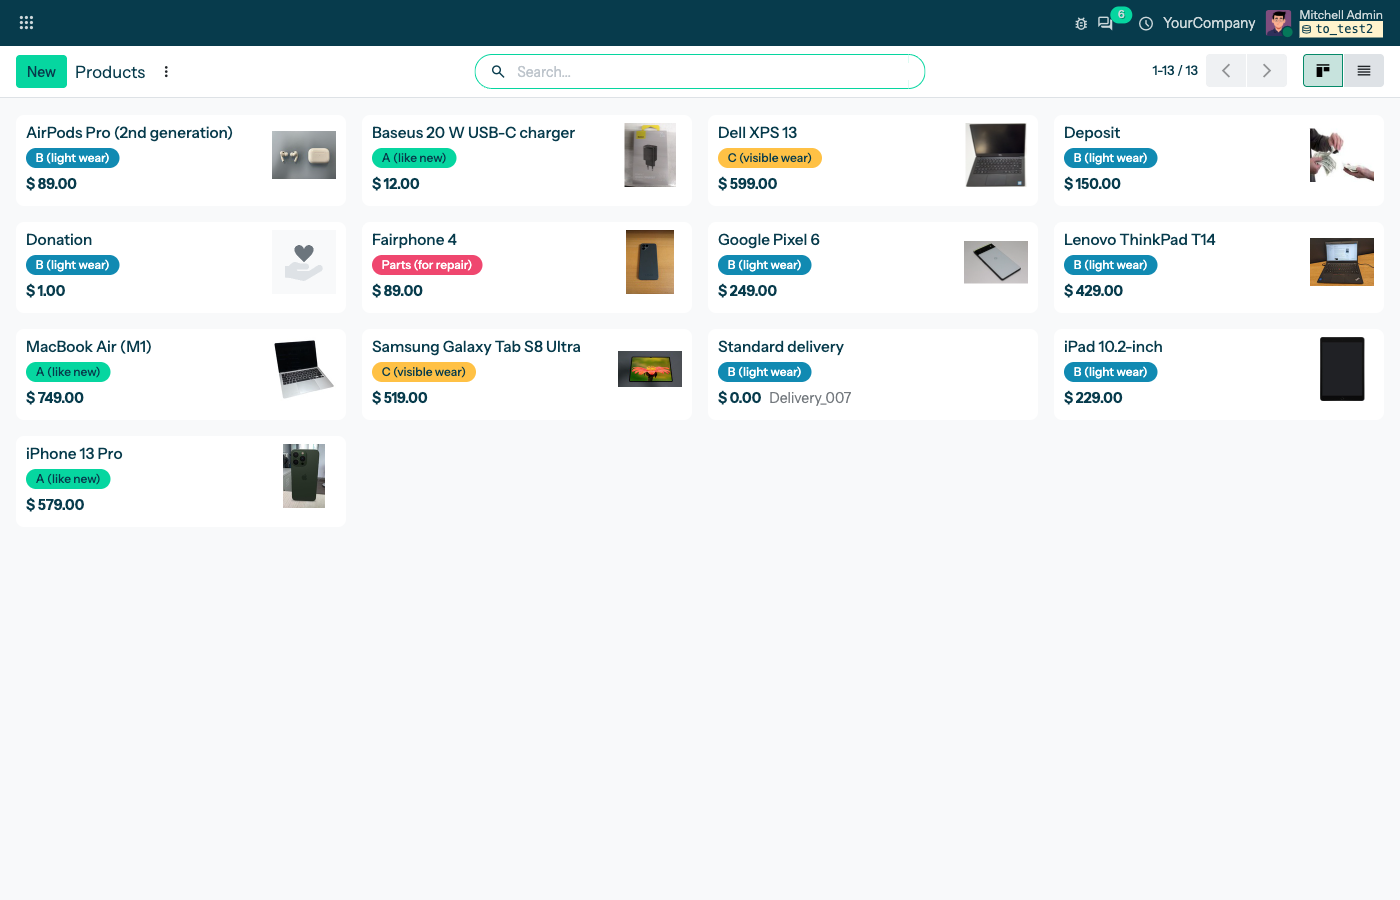 6
YourCompany
Mitchell Admin
to_test2
New
Products
Search...
1-13 / 13
AirPods Pro (2nd generation)
B (light wear)
$ 89.00
Baseus 20 W USB-C charger
A (like new)
$ 12.00
Dell XPS 13
C (visible wear)
$ 599.00
Deposit
B (light wear)
$ 150.00
Donation
B (light wear)
$ 1.00
Fairphone 4
Parts (for repair)
$ 89.00
Google Pixel 6
B (light wear)
$ 249.00
Lenovo ThinkPad T14
B (light wear)
$ 429.00
MacBook Air (M1)
A (like new)
$ 749.00
Samsung Galaxy Tab S8 Ultra
C (visible wear)
$ 519.00
Standard delivery
B (light wear)
$ 0.00 Delivery_007
iPad 10.2-inch
B (light wear)
$ 229.00
iPhone 13 Pro
A (like new)
$ 579.00